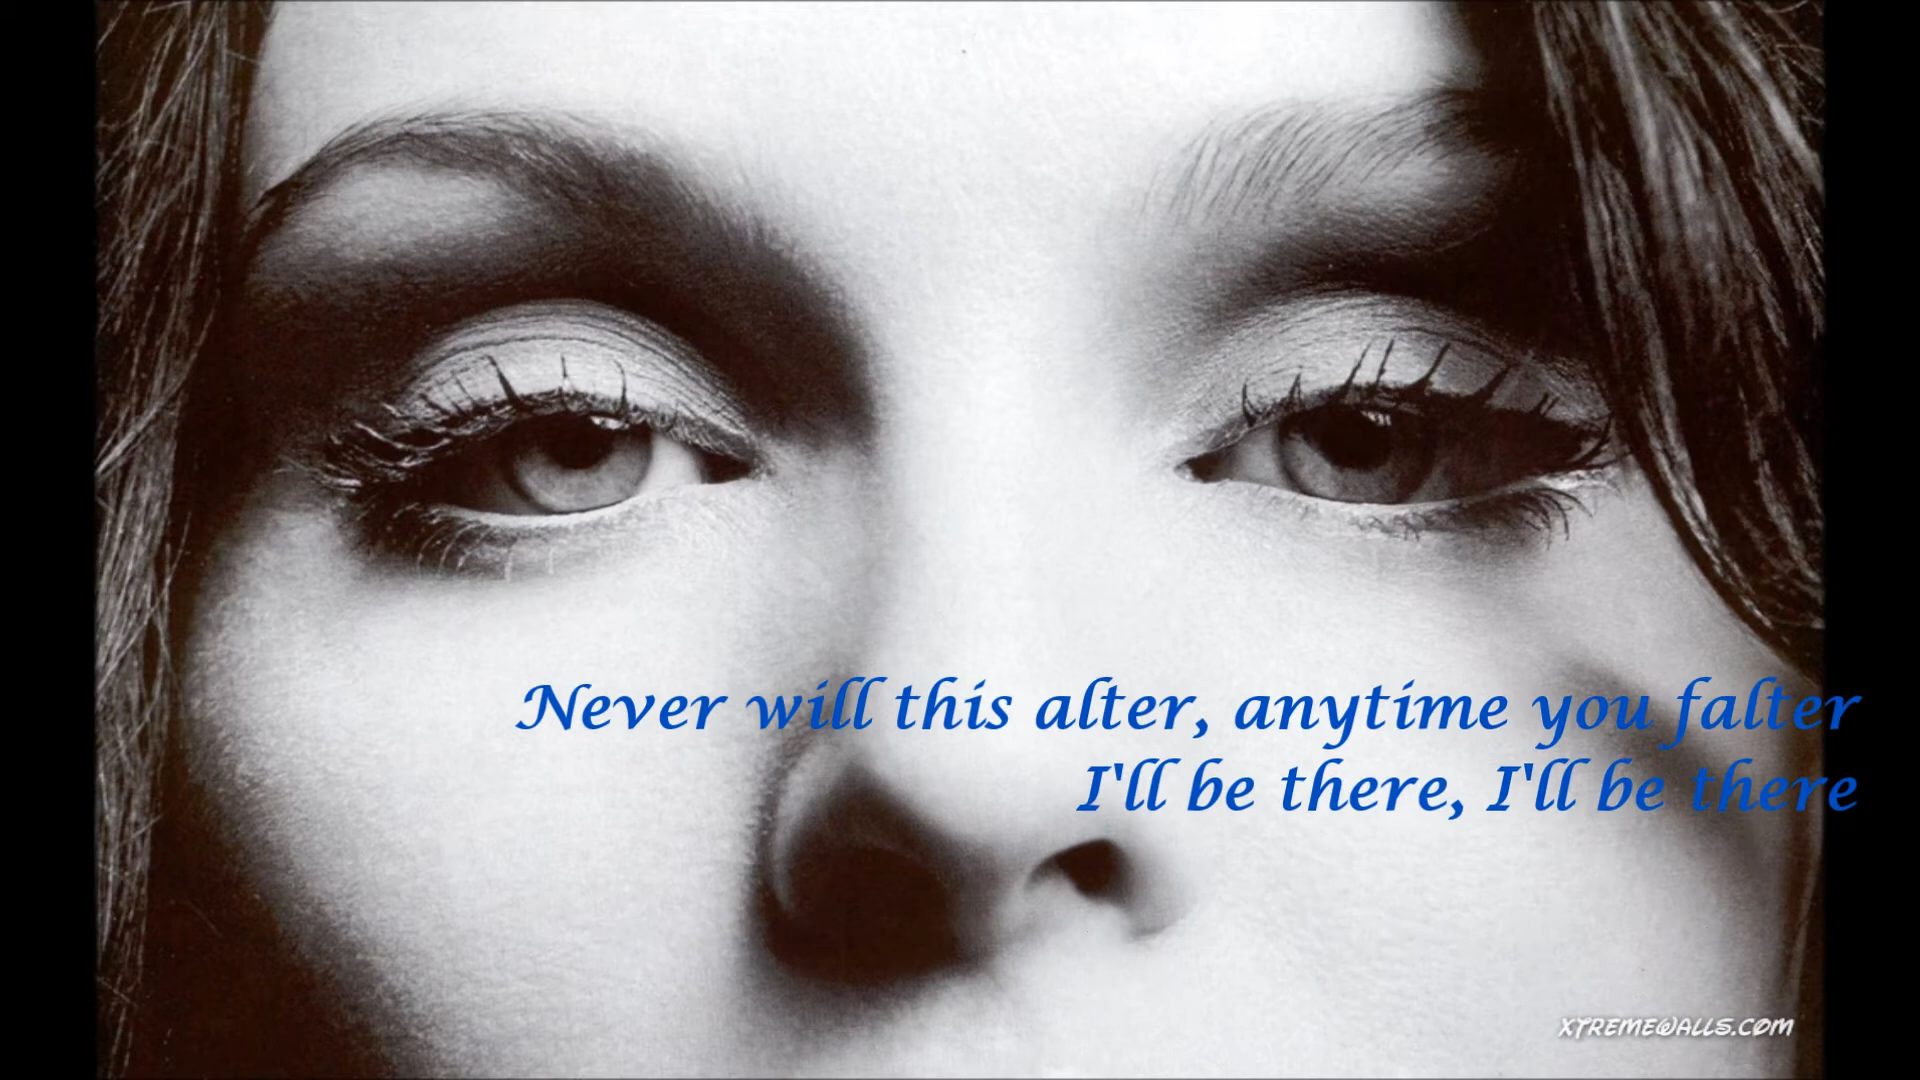 Never will this alter, anytime you falter
I'll be there, I'll be there
XTREMEWALLS.COM